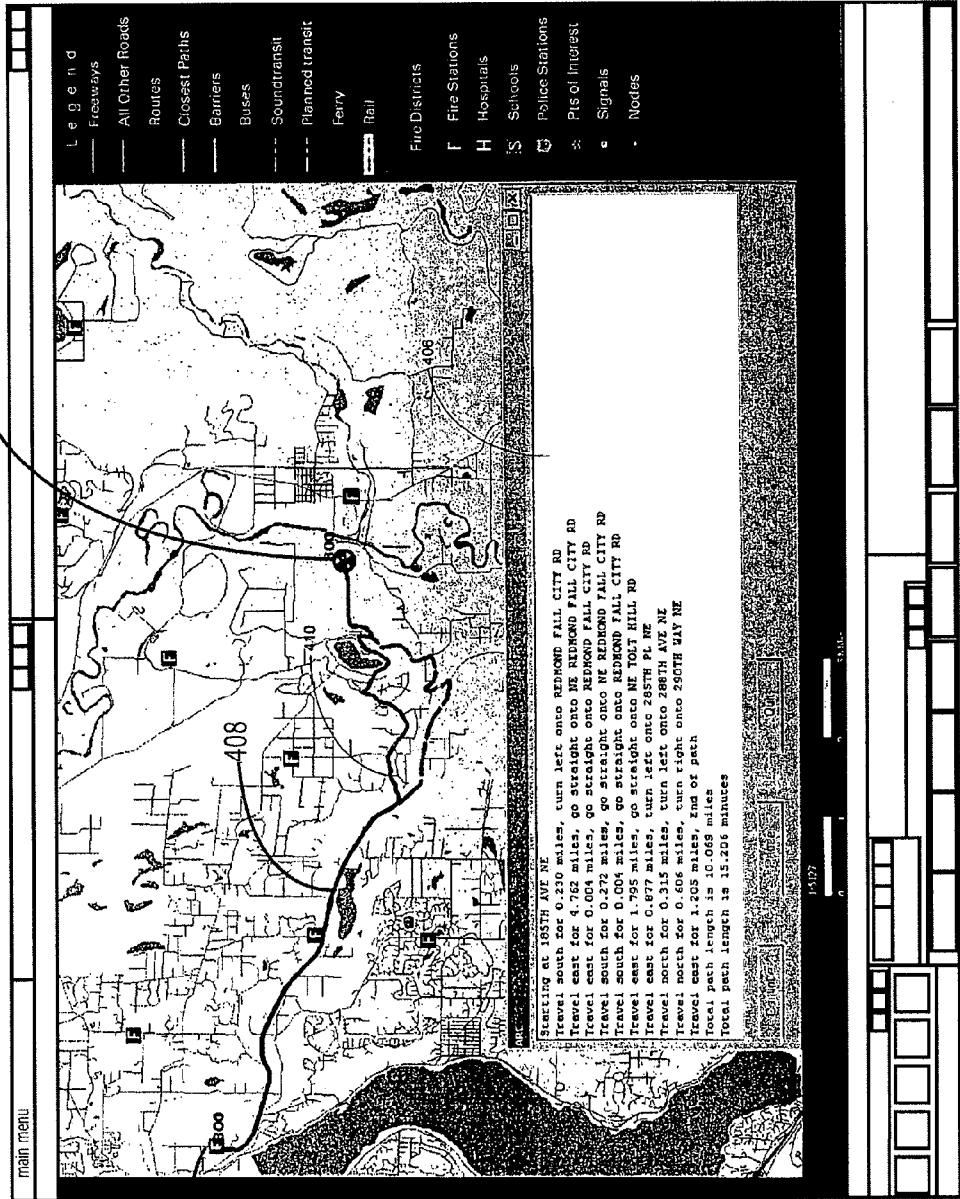 main menu
Legend
Freeways
All Other Roads
Routes
Closest Paths
Barriers
Buses
Soundtransit
Planned transit
Ferry
Rail
Fire Districts
F Fire Stations
H Hospitals
S Schools
Police Stations
Pts of Interest
Signals
Nodes
406
410
408
Starting at 185TH AVE NE
Travel south for 0.230 miles, turn left onto REDMOND FALL CITY RD
Travel east for 4.762 miles, go straight onto NE REDMOND FALL CITY RD
Travel east for 0.004 miles, go straight onto REDMOND FALL CITY RD
Travel south for 0.272 miles, go straight onto NE REDMOND FALL CITY RD
Travel south for 0.004 miles, go straight onto REDMOND FALL CITY RD
Travel east for 1.795 miles, go straight onto NE TOLT HILL RD
Travel east for 0.877 miles, turn left onto 285TH PL NE
Travel north for 0.315 miles, turn left onto 288TH AVE NE
Travel north for 0.606 miles, turn right onto 290TH WAY NE
Travel east for 1.205 miles, End of path
Total path length is 10.069 miles
Total path length is 15.206 minutes